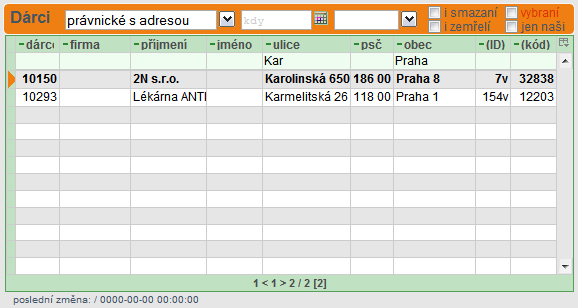 Dárci právnické s adresou kdy i smazaní vybraní
i zemřelí jen naši
dárce firma příjmení jméno ulice psč obec (ID) (kód)
Kar Praha
10150 2N s.r.o. Karolinská 650 186 00 Praha 8 7v 32838
10293 Lékárna ANTI Karmelitská 26 118 00 Praha 1 154v 12203
1 < 1 > 2 / 2 [2]
poslední změna: / 0000-00-00 00:00:00